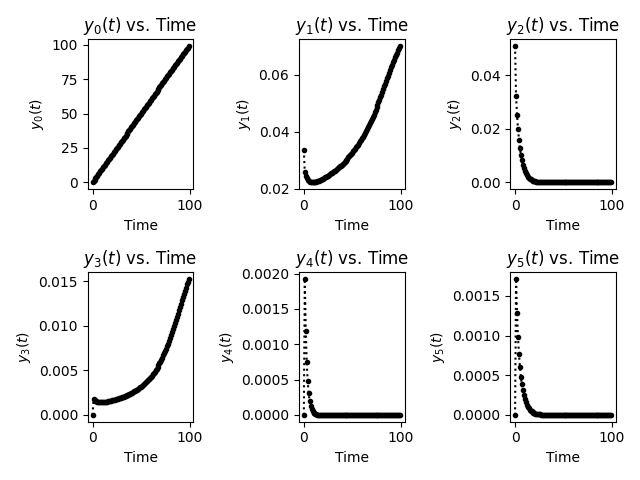 y₀(t) vs. Time
y₁(t) vs. Time
y₂(t) vs. Time
y₀(t)
100
75
50
25
0
0
100
Time
y₁(t)
0.06
0.04
0.02
0
100
Time
y₂(t)
0.04
0.02
0.00
0
100
Time
y₃(t) vs. Time
y₄(t) vs. Time
y₅(t) vs. Time
y₃(t)
0.015
0.010
0.005
0.000
0
100
Time
y₄(t)
0.0020
0.0015
0.0010
0.0005
0.0000
0
100
Time
y₅(t)
0.0015
0.0010
0.0005
0.0000
0
100
Time